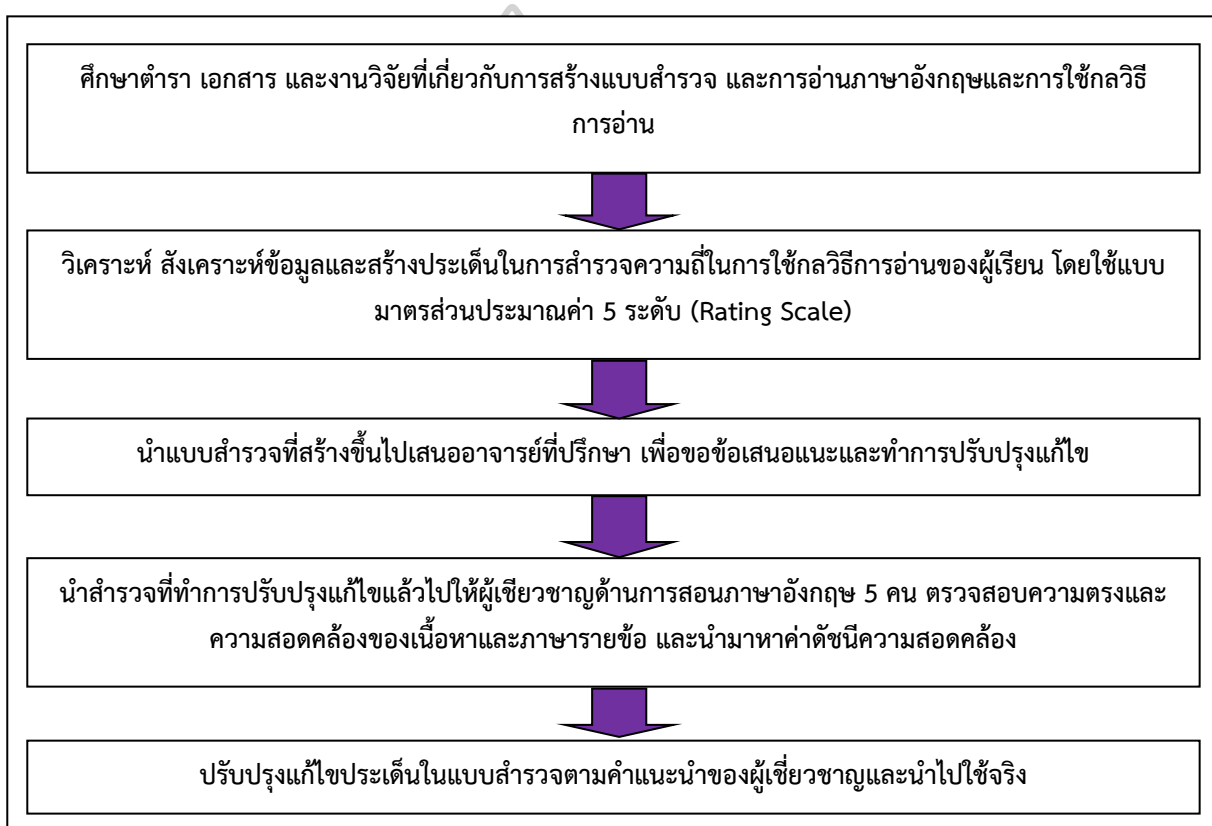 ศึกษาตำรา เอกสาร และงานวิจัยที่เกี่ยวกับการสร้างแบบสำรวจ และการอ่านภาษาอังกฤษและการใช้กลวิธี
การอ่าน
วิเคราะห์ สังเคราะห์ข้อมูลและสร้างประเด็นในการสำรวจความถี่ในการใช้กลวิธีการอ่านของผู้เรียน โดยใช้แบบ
มาตรส่วนประมาณค่า 5 ระดับ (Rating Scale)
นำแบบสำรวจที่สร้างขึ้นไปเสนออาจารย์ที่ปรึกษา เพื่อขอข้อเสนอแนะและทำการปรับปรุงแก้ไข
นำสำรวจที่ทำการปรับปรุงแก้ไขแล้วไปให้ผู้เชียวชาญด้านการสอนภาษาอังกฤษ 5 คน ตรวจสอบความตรงและ
ความสอดคล้องของเนื้อหาและภาษารายข้อ และนำมาหาค่าดัชนีความสอดคล้อง
ปรับปรุงแก้ไขประเด็นในแบบสำรวจตามคำแนะนำของผู้เชี่ยวชาญและนำไปใช้จริง